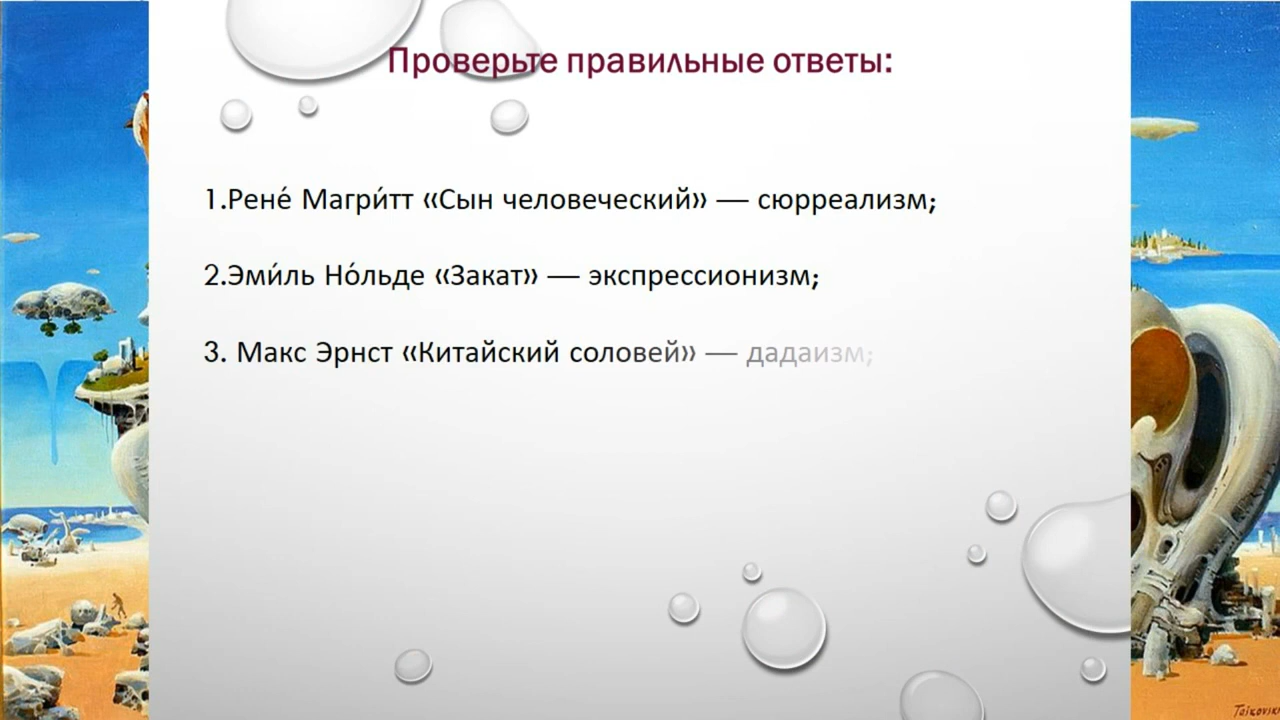 Проверьте правильные ответы:
1.Рене́ Магри́тт «Сын человеческий» — сюрреализм;
2.Эми́ль Но́льде «Закат» — экспрессионизм;
3. Макс Эрнст «Китайский соловей» — дадаизм;